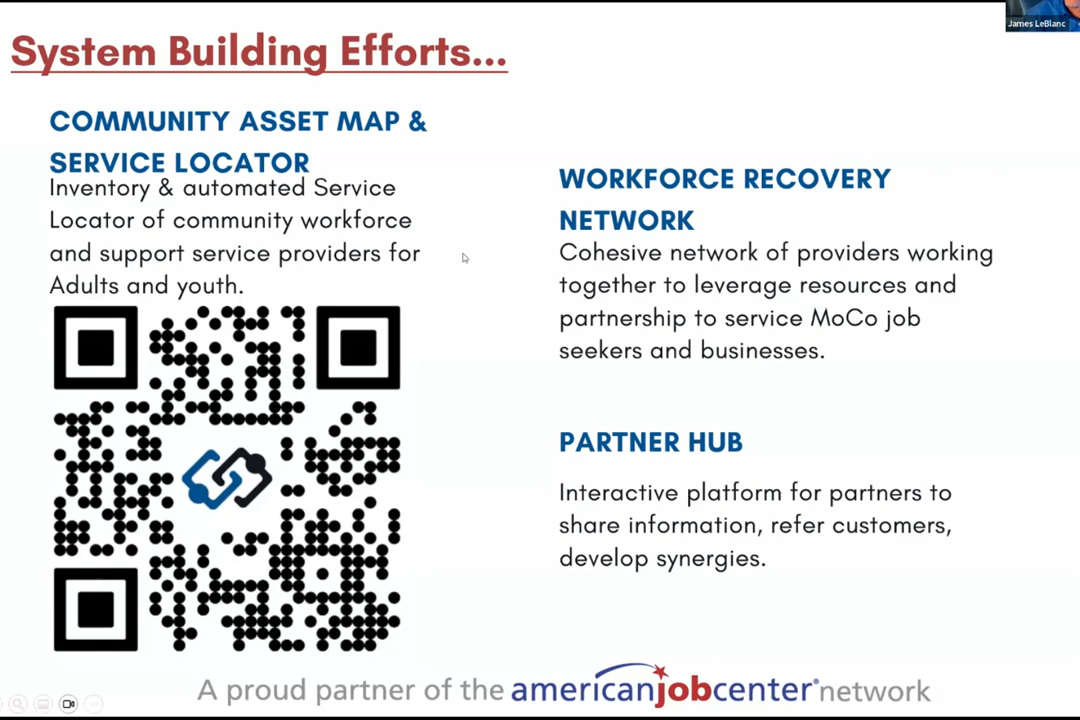 James LeBlanc
System Building Efforts...
COMMUNITY ASSET MAP &
SERVICE LOCATOR
Inventory & automated Service
Locator of community workforce
and support service providers for
Adults and youth.
WORKFORCE RECOVERY
NETWORK
Cohesive network of providers working
together to leverage resources and
partnership to service MoCo job
seekers and businesses.
PARTNER HUB
Interactive platform for partners to
share information, refer customers,
develop synergies.
A proud partner of the americanjobcenter® network